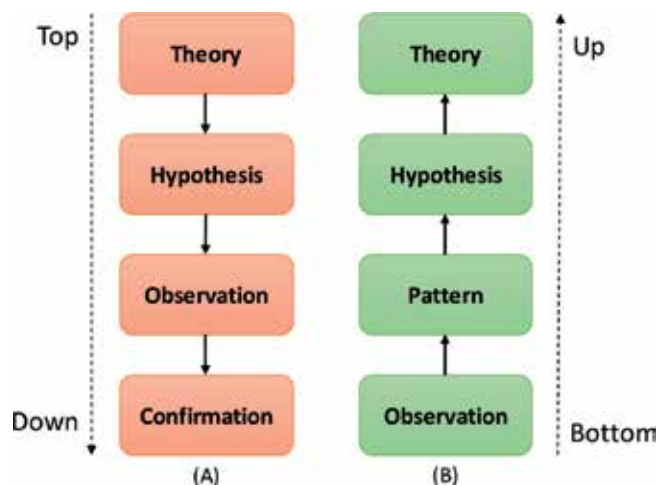 Top
Theory
Hypothesis
Observation
Confirmation
Down
(A)
Up
Theory
Hypothesis
Pattern
Observation
Bottom
(B)